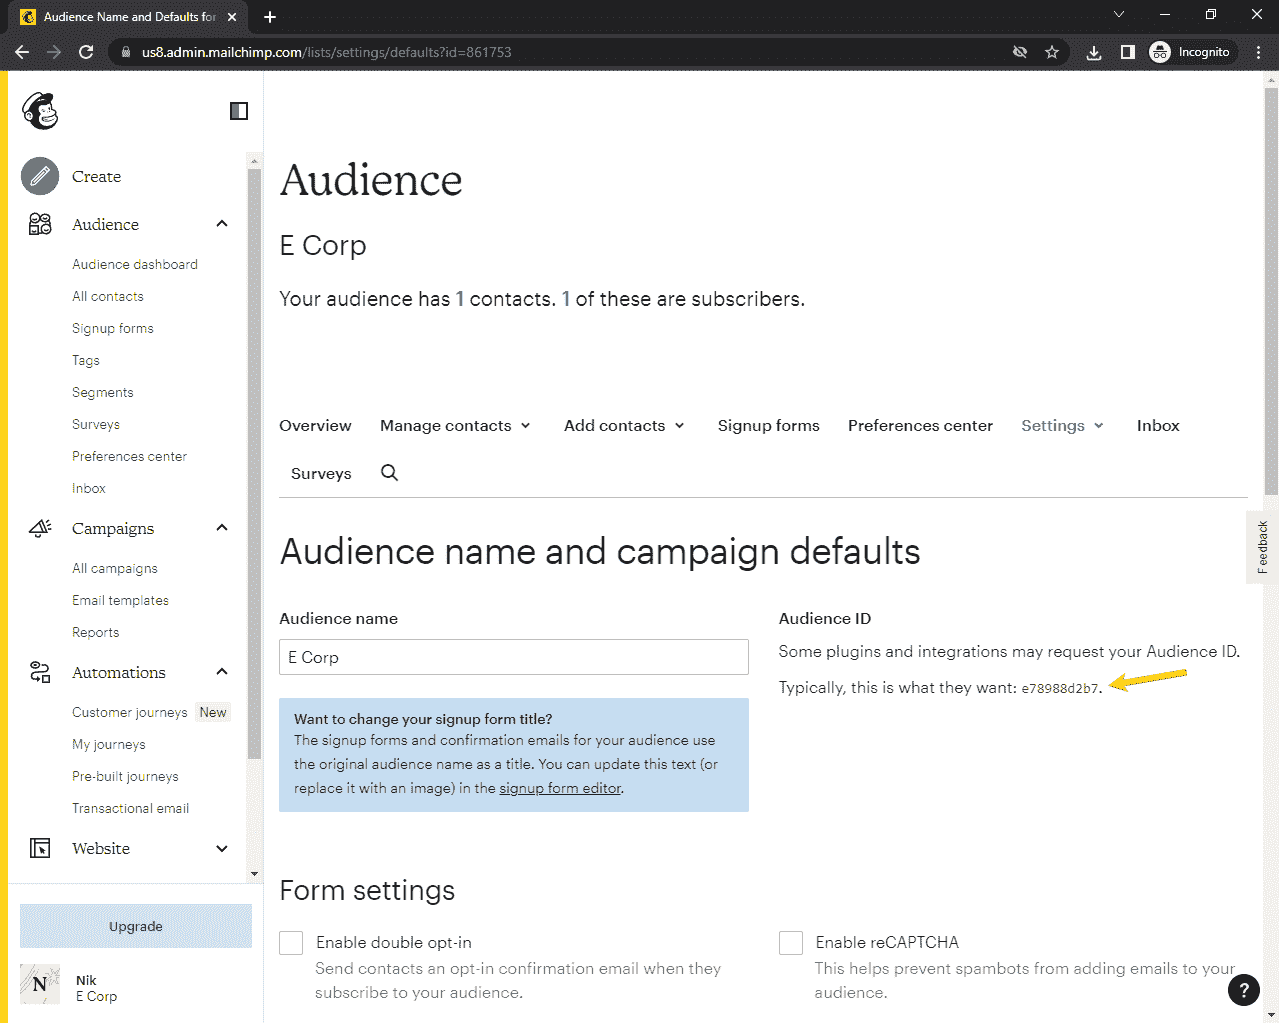 Audience Name and Defaults for
us8.admin.mailchimp.com/lists/settings/defaults?id=861753
Incognito
Create
Audience
Audience dashboard
All contacts
Signup forms
Tags
Segments
Surveys
Preferences center
Inbox
Campaigns
All campaigns
Email templates
Reports
Automations
Customer journeys New
My journeys
Pre-built journeys
Transactional email
Website
Upgrade
N
Nik
E Corp
Audience
E Corp
Your audience has 1 contacts. 1 of these are subscribers.
Overview Manage contacts Add contacts Signup forms Preferences center Settings Inbox
Surveys
Audience name and campaign defaults
Audience name
E Corp
Want to change your signup form title?
The signup forms and confirmation emails for your audience use
the original audience name as a title. You can update this text (or
replace it with an image) in the signup form editor.
Audience ID
Some plugins and integrations may request your Audience ID.
Typically, this is what they want: e78988d2b7.
Form settings
Enable double opt-in
Send contacts an opt-in confirmation email when they
subscribe to your audience.
Enable reCAPTCHA
This helps prevent spambots from adding emails to your
audience.
Feedback
?